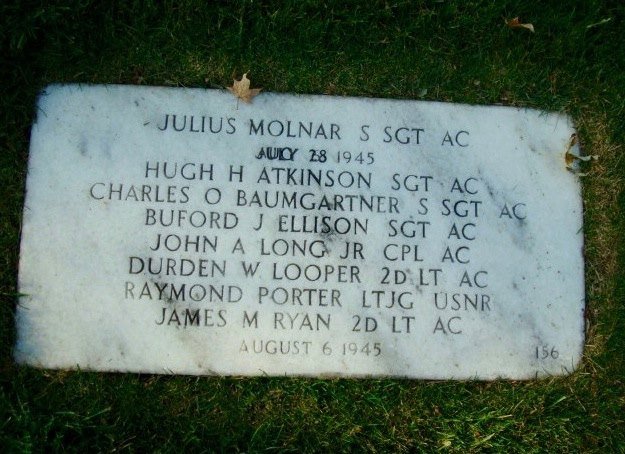 JULIUS MOLNAR S SGT AC
JULY 28 1945
HUGH H ATKINSON SGT AC
CHARLES O BAUMGARTNER S SGT AC
BUFORD J ELLISON SGT AC
JOHN A LONG JR CPL AC
DURDEN W LOOPER 2D LT AC
RAYMOND PORTER LTJG USNR
JAMES M RYAN 2D LT AC
AUGUST 6 1945
156